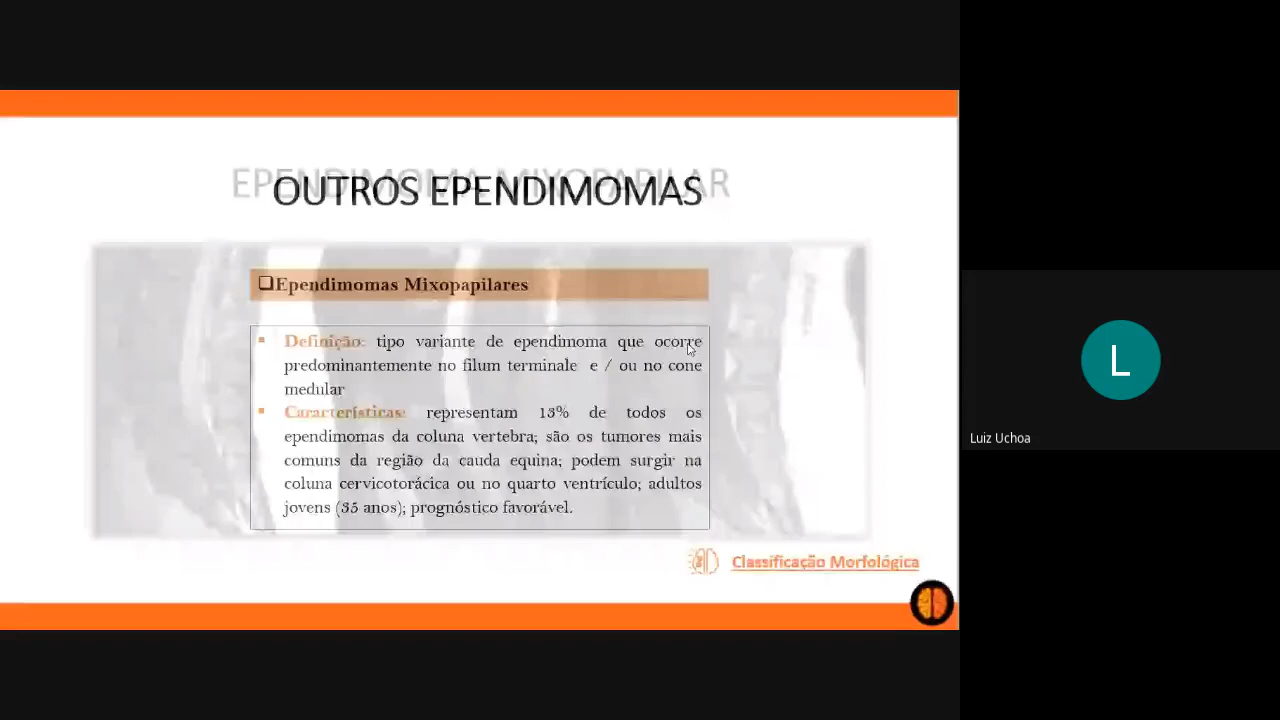 EPENDIMOMA MIXOPAPILAR
OUTROS EPENDIMOMAS
❑Ependimomas Mixopapilares
▪ Definição: tipo variante de ependimoma que ocorre
predominantemente no filum terminale e / ou no cone
medular
▪ Características: representam 13% de todos os
ependimomas da coluna vertebra; são os tumores mais
comuns da região da cauda equina; podem surgir na
coluna cervicotorácica ou no quarto ventrículo; adultos
jovens (35 anos); prognóstico favorável.
Classificação Morfológica
L
Luiz Uchoa